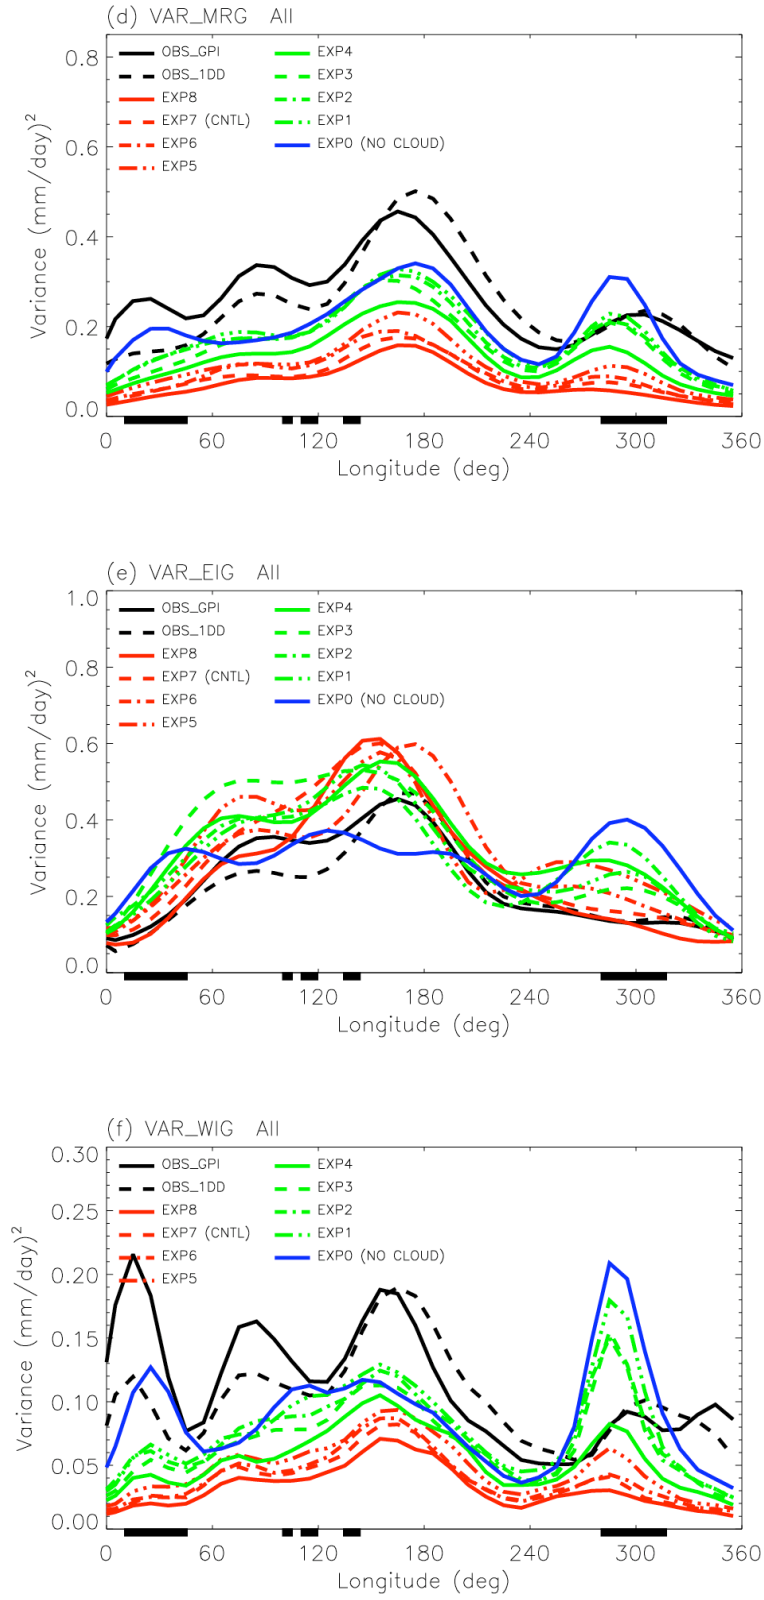 (d) VAR_MRG All
OBS_GPI EXP4
OBS_1DD EXP3
EXP8 EXP2
EXP7 (CNTL) EXP1
EXP6 EXP0 (NO CLOUD)
EXP5
0.8
0.6
0.4
0.2
0.0
Variance (mm/day)²
0 60 120 180 240 300 360
Longitude (deg)
(e) VAR_EIG All
OBS_GPI EXP4
OBS_1DD EXP3
EXP8 EXP2
EXP7 (CNTL) EXP1
EXP6 EXP0 (NO CLOUD)
EXP5
1.0
0.8
0.6
0.4
0.2
0.0
Variance (mm/day)²
0 60 120 180 240 300 360
Longitude (deg)
(f) VAR_WIG All
OBS_GPI EXP4
OBS_1DD EXP3
EXP8 EXP2
EXP7 (CNTL) EXP1
EXP6 EXP0 (NO CLOUD)
EXP5
0.30
0.25
0.20
0.15
0.10
0.05
0.00
Variance (mm/day)²
0 60 120 180 240 300 360
Longitude (deg)